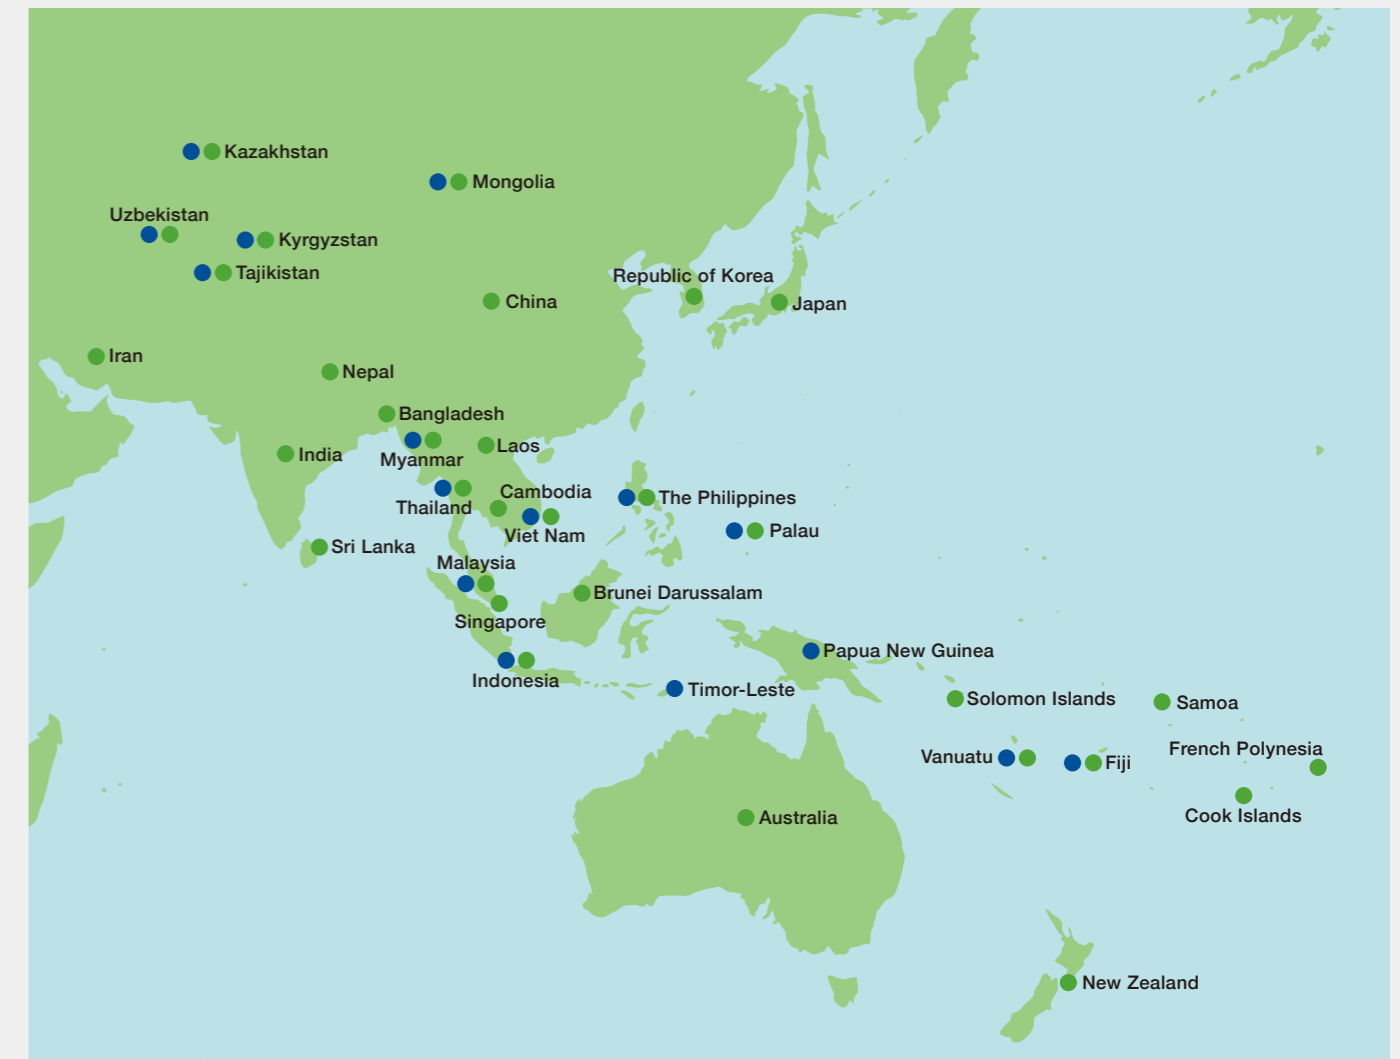 Kazakhstan
Mongolia
Uzbekistan
Kyrgyzstan
Tajikistan
Republic of Korea
China
Japan
Iran
Nepal
Bangladesh
Laos
India
Myanmar
Cambodia
The Philippines
Thailand
Viet Nam
Palau
Sri Lanka
Malaysia
Brunei Darussalam
Singapore
Papua New Guinea
Indonesia
Timor-Leste
Solomon Islands
Samoa
French Polynesia
Vanuatu
Fiji
Cook Islands
Australia
New Zealand